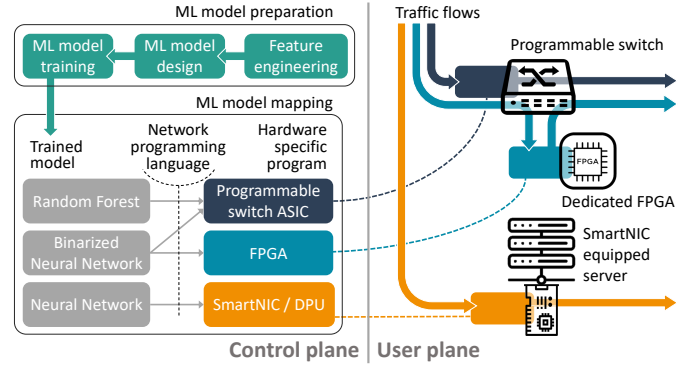 ML model preparation
ML model
training
ML model
design
Feature
engineering
ML model mapping
Trained
model
Network
programming
language
Hardware
specific
program
Random Forest
Programmable
switch ASIC
Binarized
Neural Network
FPGA
Neural Network
SmartNIC / DPU
Control plane
Traffic flows
Programmable switch
FPGA
Dedicated FPGA
SmartNIC
equipped
server
User plane